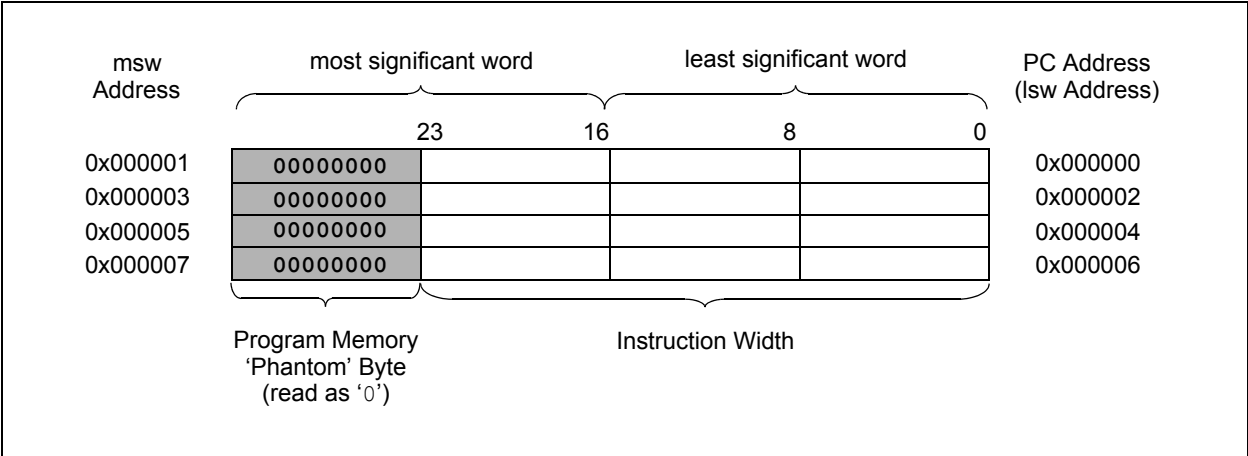 msw Address
most significant word
least significant word
PC Address (lsw Address)
23 16 8 0
0x000001 00000000 0x000000
0x000003 00000000 0x000002
0x000005 00000000 0x000004
0x000007 00000000 0x000006
Program Memory
‘Phantom’ Byte
(read as ‘0’)
Instruction Width